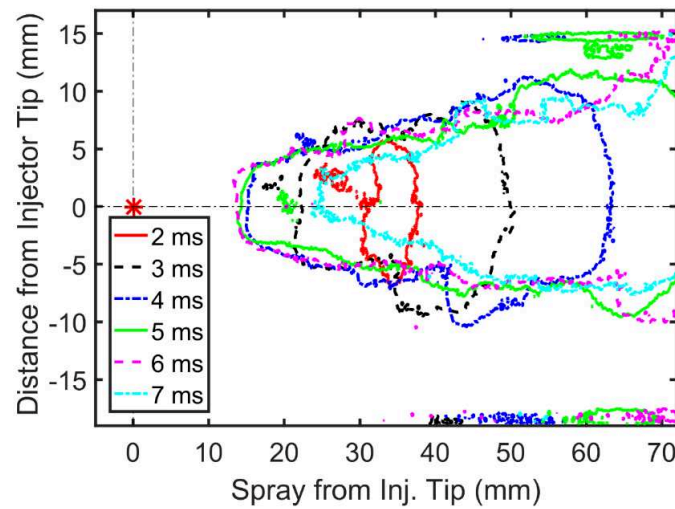 15
10
5
0
-5
-10
-15
Distance from Injector Tip (mm)
2 ms
3 ms
4 ms
5 ms
6 ms
7 ms
0 10 20 30 40 50 60 70
Spray from Inj. Tip (mm)